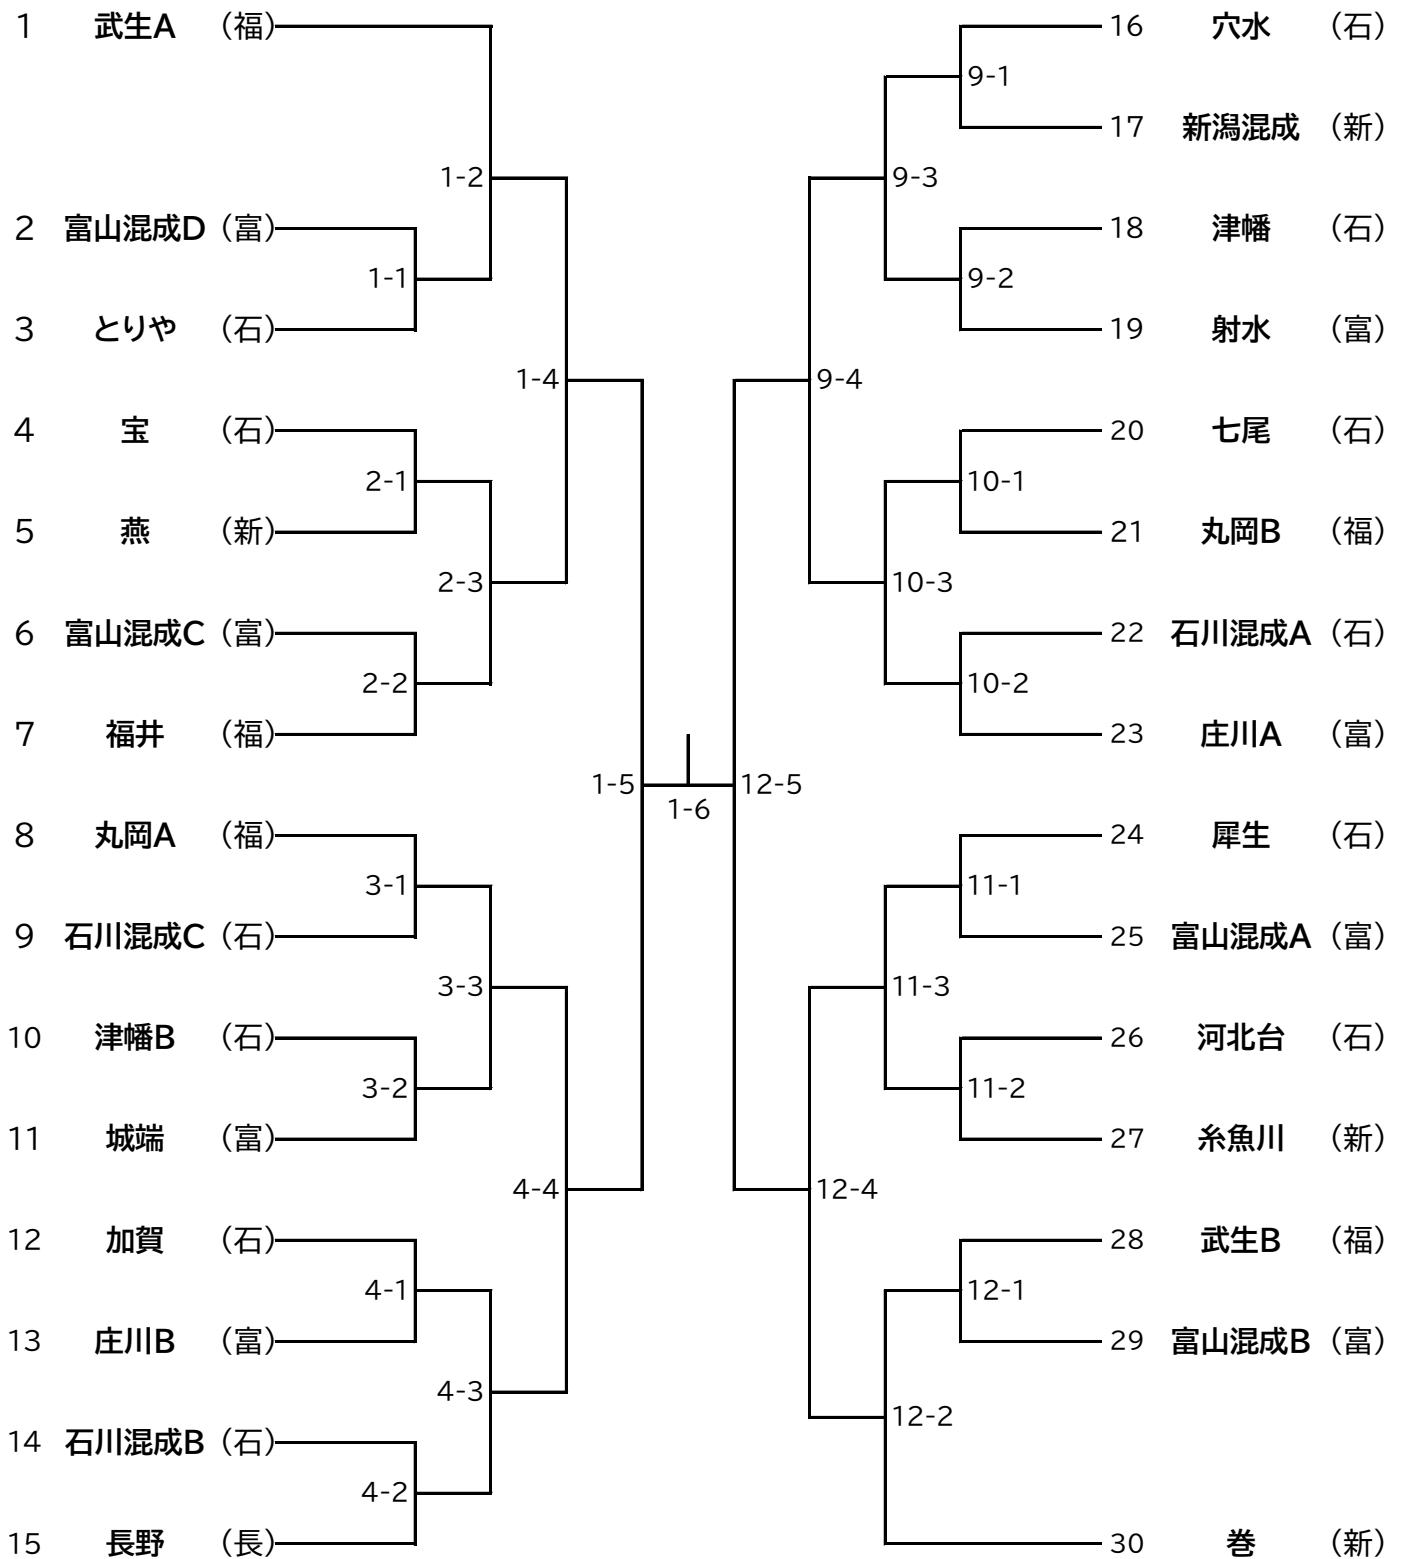 1 武生A （福）
1-2
2 富山混成D （富）
1-1
3 とりや （石）
1-4
4 宝 （石）
2-1
5 燕 （新）
2-3
6 富山混成C （富）
2-2
7 福井 （福）
1-5
8 丸岡A （福）
3-1
9 石川混成C （石）
3-3
10 津幡B （石）
3-2
11 城端 （富）
4-4
12 加賀 （石）
4-1
13 庄川B （富）
4-3
14 石川混成B （石）
4-2
15 長野 （長）
1-6
16 穴水 （石）
9-1
17 新潟混成 （新）
9-3
18 津幡 （石）
9-2
19 射水 （富）
9-4
20 七尾 （石）
10-1
21 丸岡B （福）
10-3
22 石川混成A （石）
10-2
23 庄川A （富）
12-5
24 犀生 （石）
11-1
25 富山混成A （富）
11-3
26 河北台 （石）
11-2
27 糸魚川 （新）
12-4
28 武生B （福）
12-1
29 富山混成B （富）
12-2
30 巻 （新）